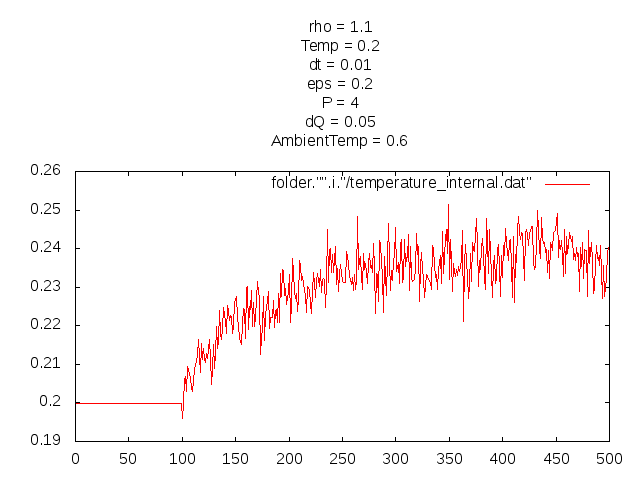 rho = 1.1
Temp = 0.2
dt = 0.01
eps = 0.2
P = 4
dQ = 0.05
AmbientTemp = 0.6
folder."".i."/temperature_internal.dat"
0.26
0.25
0.24
0.23
0.22
0.21
0.2
0.19
0 50 100 150 200 250 300 350 400 450 500